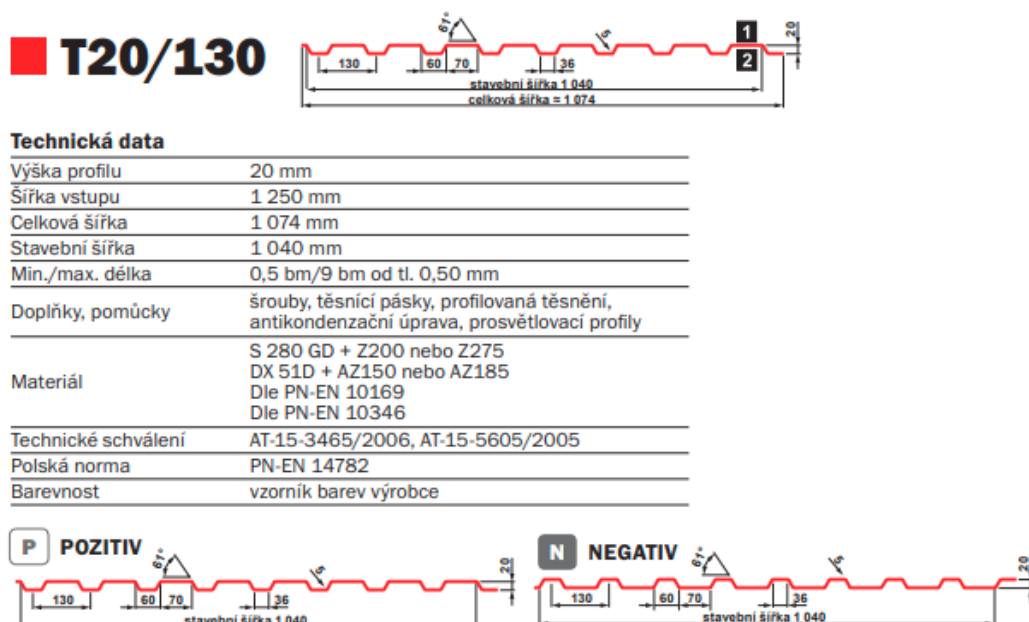 T20/130
61°
5
1
2
20
130
60
70
36
stavební šířka 1 040
celková šířka ≈ 1 074
Technická data
Výška profilu 20 mm
Šířka vstupu 1 250 mm
Celková šířka 1 074 mm
Stavební šířka 1 040 mm
Min./max. délka 0,5 bm/9 bm od tl. 0,50 mm
Doplňky, pomůcky šrouby, těsnící pásky, profilovaná těsnění,
antikondenzační úprava, prosvětlovací profily
Materiál S 280 GD + Z200 nebo Z275
DX 51D + AZ150 nebo AZ185
Dle PN-EN 10169
Dle PN-EN 10346
Technické schválení AT-15-3465/2006, AT-15-5605/2005
Polská norma PN-EN 14782
Barevnost vzorník barev výrobce
P POZITIV
61°
5
20
130
60
70
36
stavební šířka 1 040
N NEGATIV
61°
5
20
130
60
70
36
stavební šířka 1 040